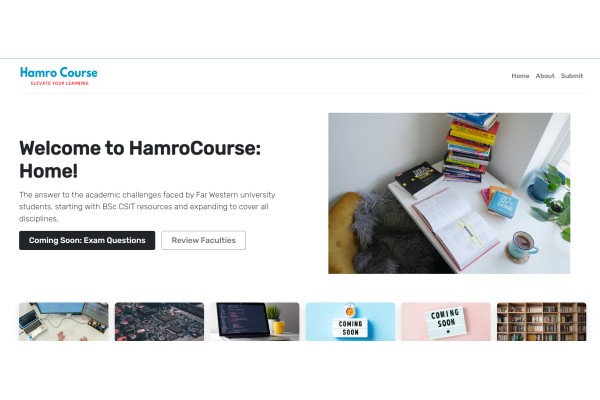 Hamro Course
ELEVATE YOUR LEARNING
Home About Submit
Welcome to HamroCourse:
Home!
The answer to the academic challenges faced by Far Western university
students, starting with BSc CSIT resources and expanding to cover all
disciplines.
Coming Soon: Exam Questions
Review Faculties
COMING
SOON
COMING
SOON